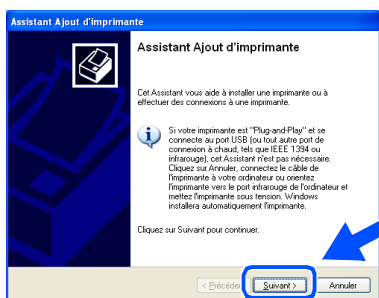 Assistant Ajout d'imprimante
Assistant Ajout d'imprimante
Cet Assistant vous aide à installer une imprimante ou à
effectuer des connexions à une imprimante.
Si votre imprimante est "Plug-and-Play" et se
connecte au port USB (ou tout autre port de
connexion à chaud, tels que IEEE 1394 ou
infrarouge), cet Assistant n'est pas nécessaire.
Cliquez sur Annuler, connectez le câble de
l'imprimante à votre ordinateur ou orientez
l'imprimante vers le port infrarouge de l'ordinateur et
mettez l'imprimante sous tension. Windows
installera automatiquement l'imprimante.
Cliquez sur Suivant pour continuer.
< Précéden Suivant > Annuler